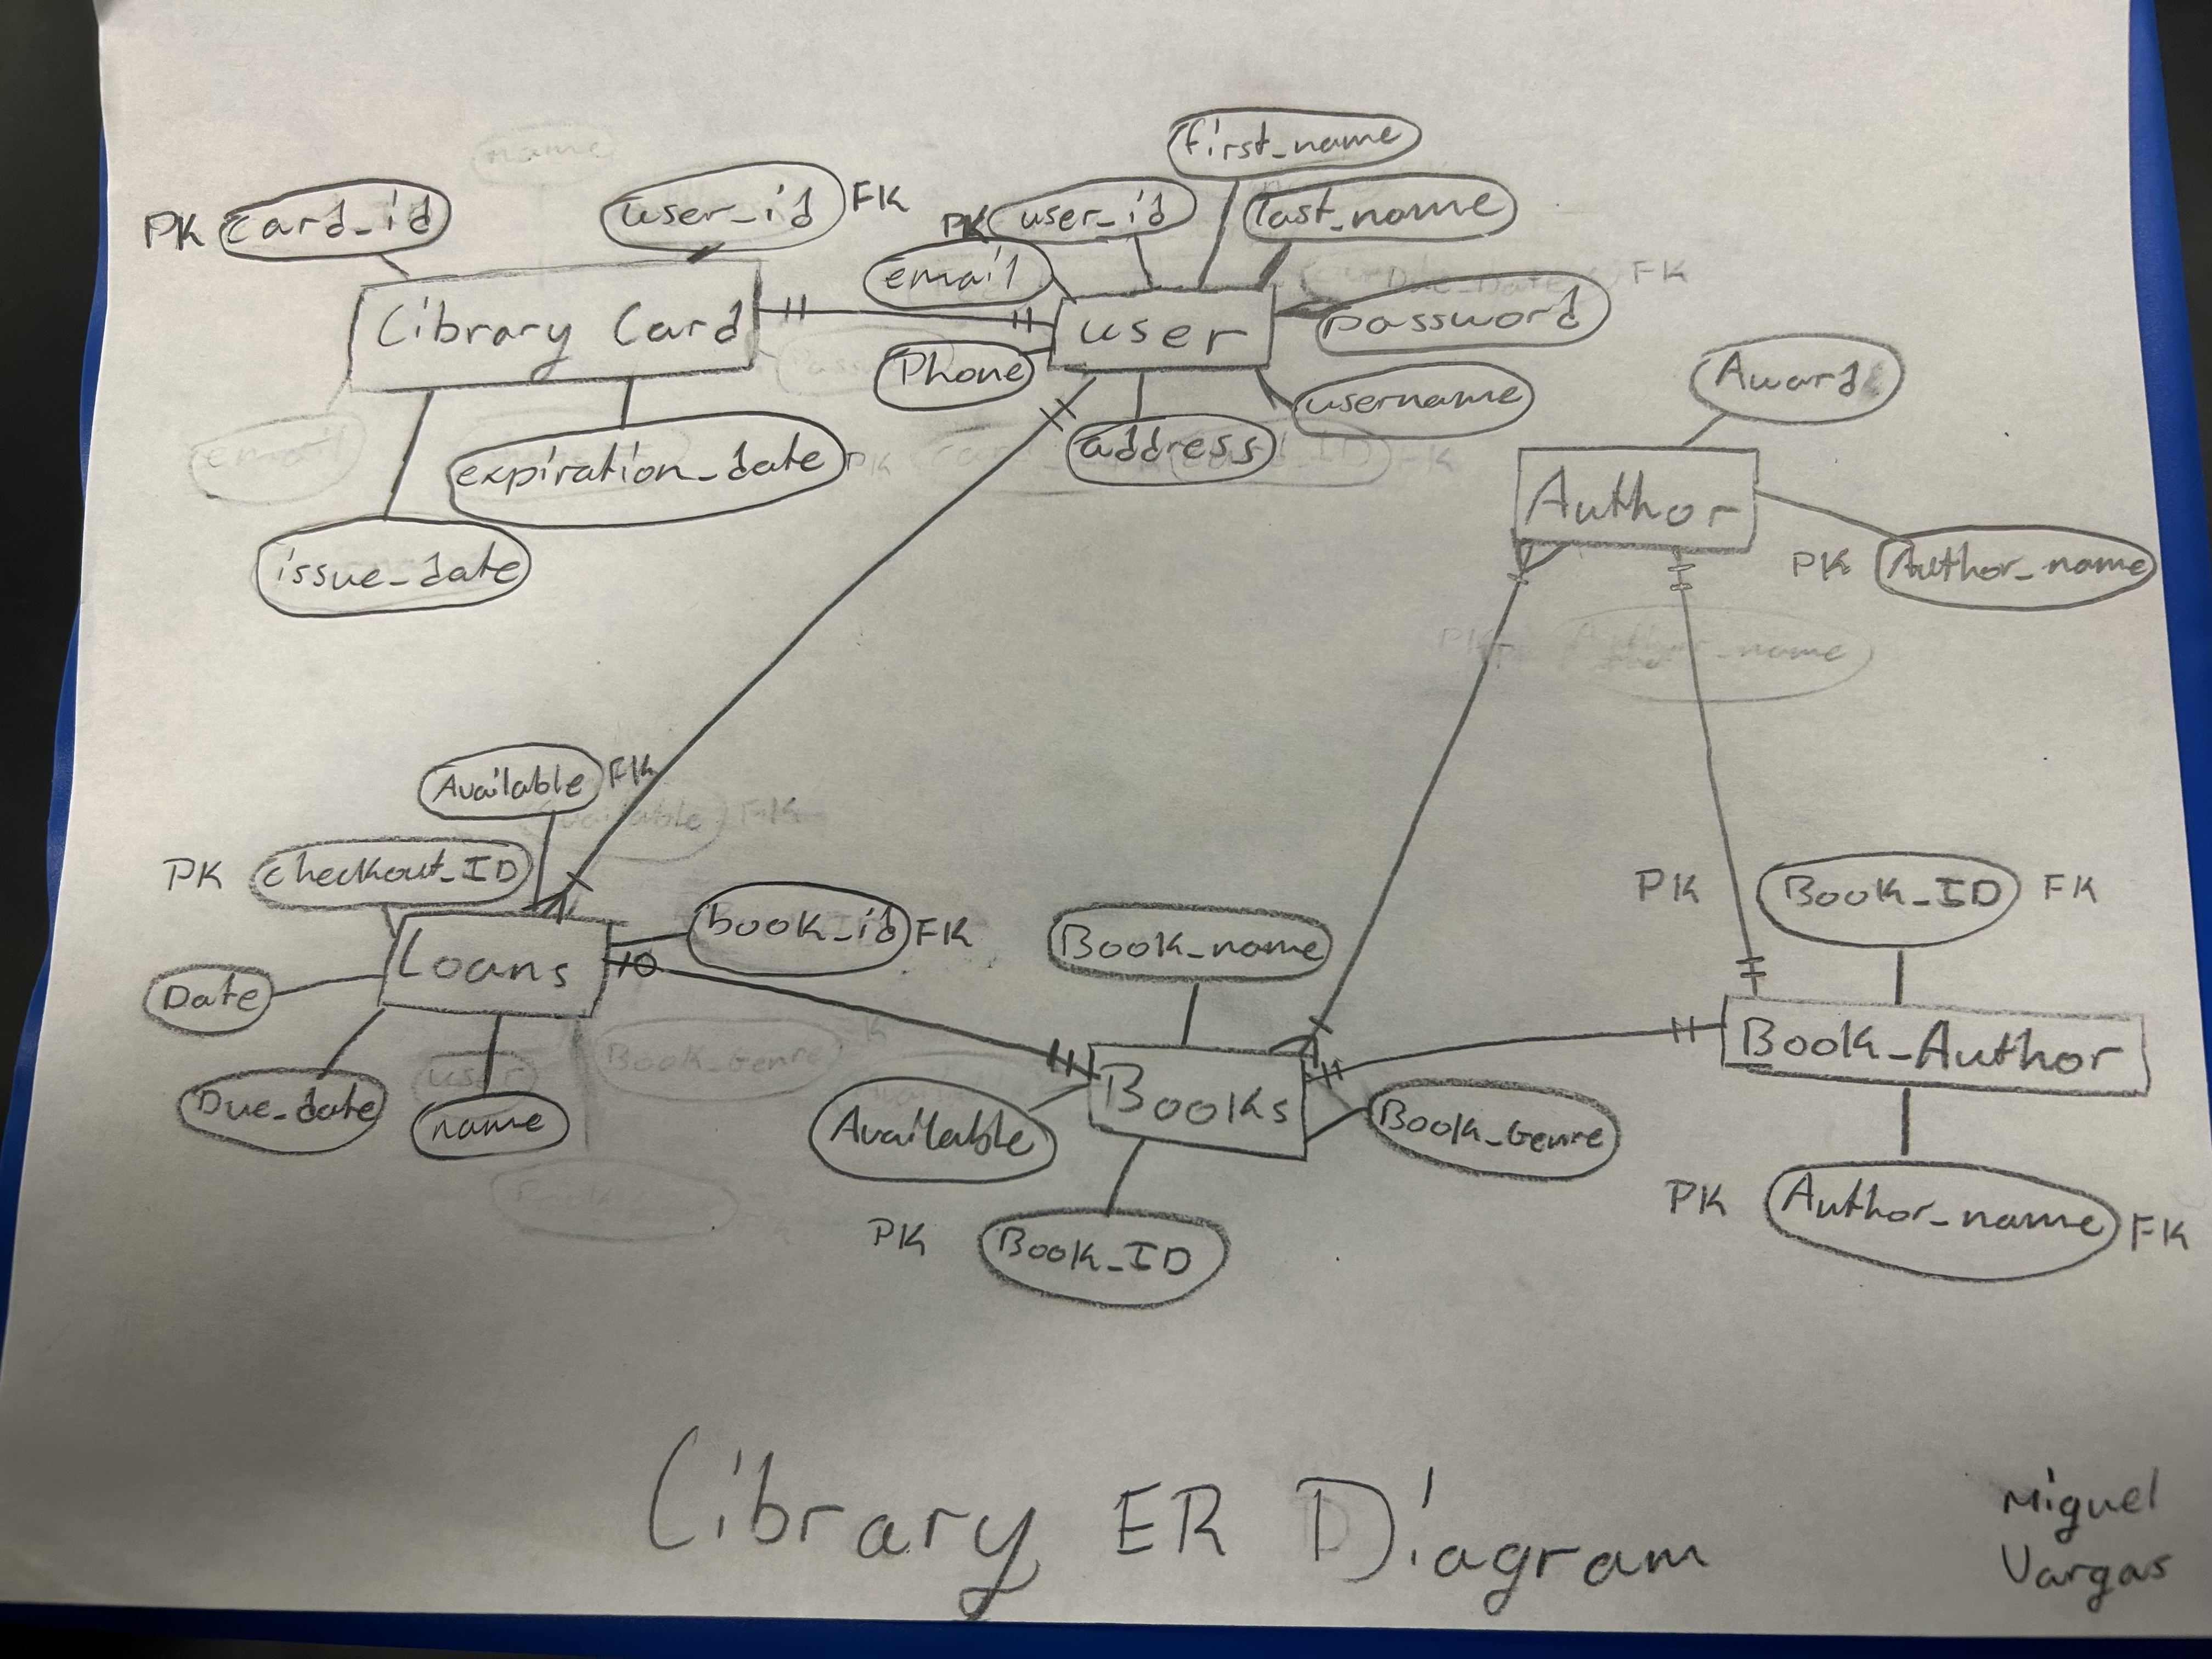 first_name
PK card_id
user_id FK
PK user_id
last_name
email
password
FK
Library Card
user
Phone
username
Award
address
expiration_date
issue_date
Author
PK Author_name
Available FK
PK checkout_ID
book_id FK
Loans
Date
Due_date
name
Book_name
Books
Available
Book_Genre
PK Book_ID
PK Book_ID FK
Book_Author
PK Author_name FK
Library ER Diagram
Miguel
Vargas